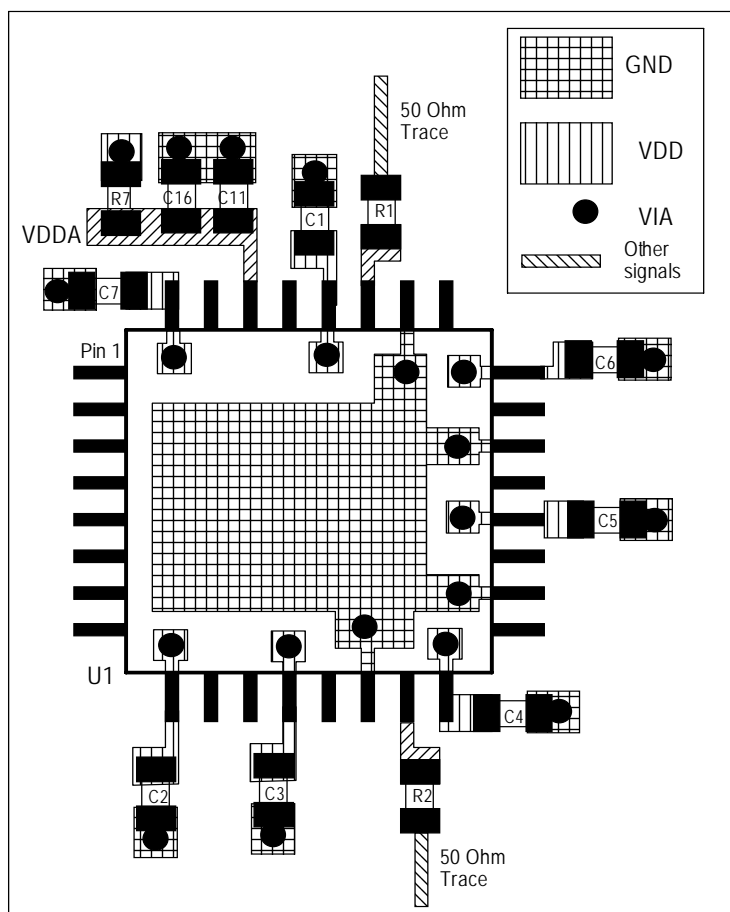 GND
VDD
VIA
Other
signals
50 Ohm
Trace
R7
C16
C11
C1
R1
VDDA
C7
Pin 1
C6
C5
U1
C4
C2
C3
R2
50 Ohm
Trace